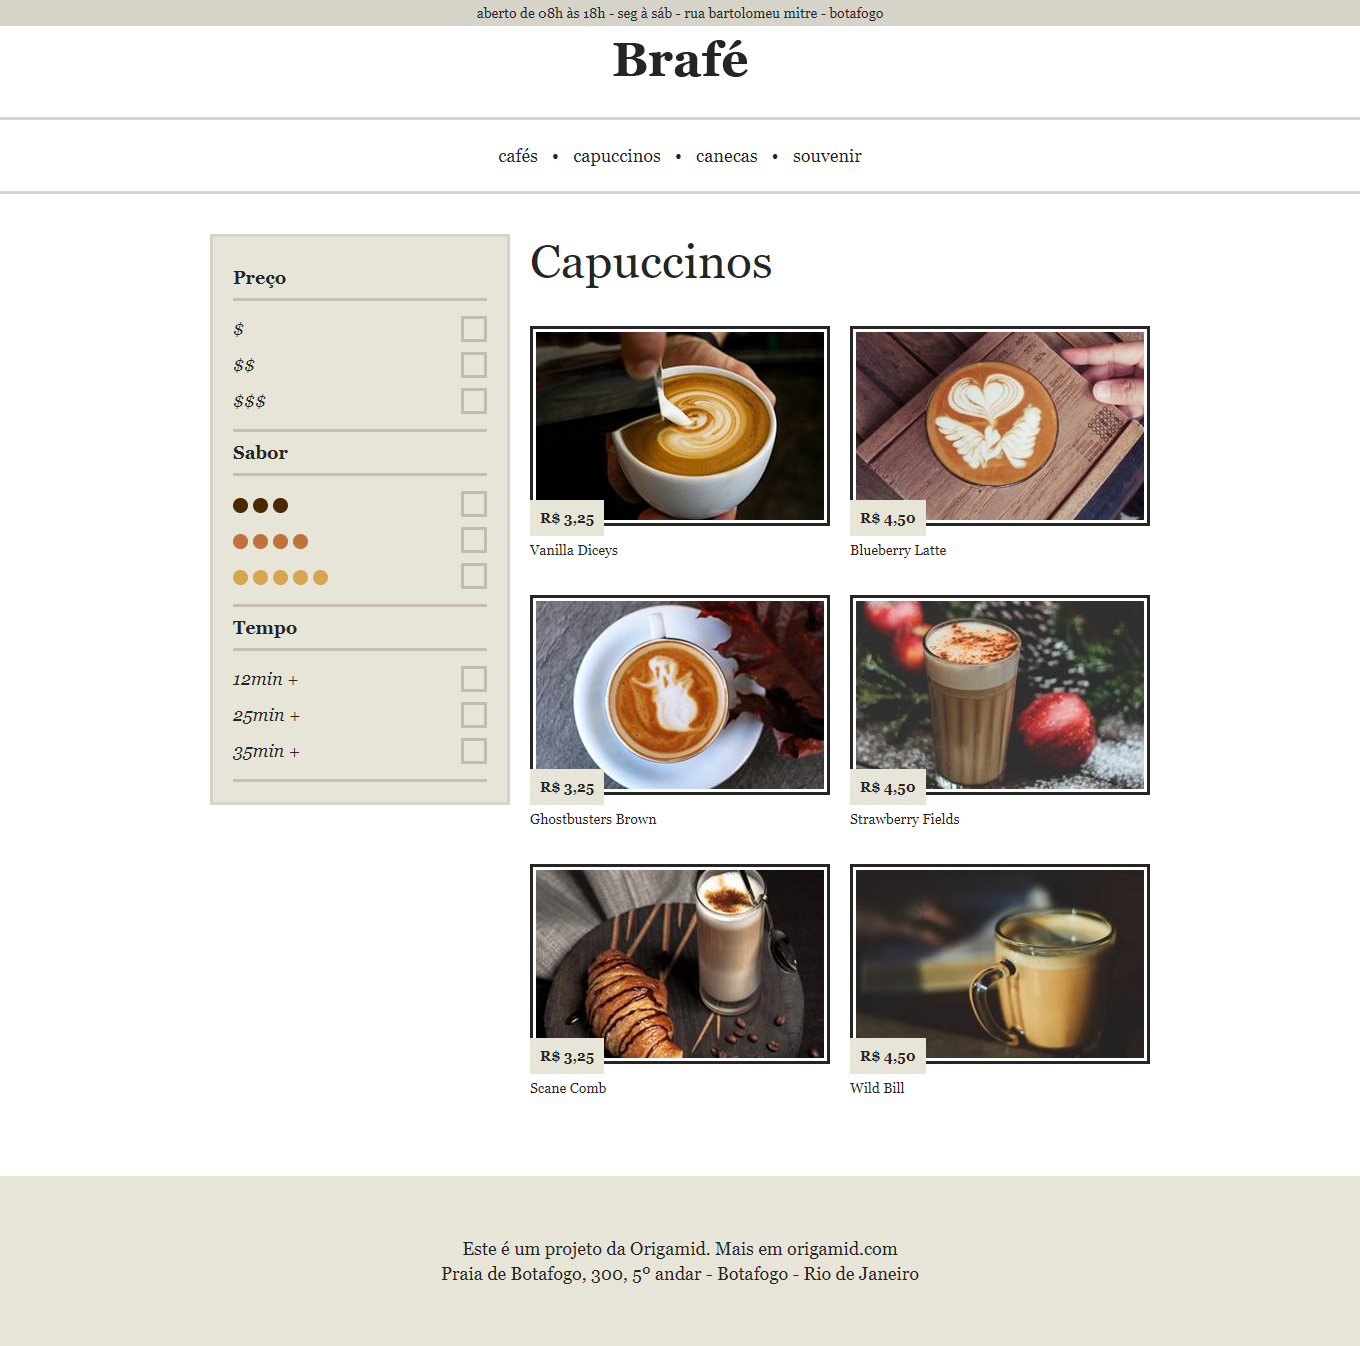 aberto de 08h às 18h - seg à sáb - rua bartolomeu mitre - botafogo
Brafé
cafés • capuccinos • canecas • souvenir
Preço
$
$$
$$$
Sabor
Tempo
12min +
25min +
35min +
Capuccinos
R$ 3,25
Vanilla Diceys
R$ 4,50
Blueberry Latte
R$ 3,25
Ghostbusters Brown
R$ 4,50
Strawberry Fields
R$ 3,25
Scane Comb
R$ 4,50
Wild Bill
Este é um projeto da Origamid. Mais em origamid.com
Praia de Botafogo, 300, 5º andar - Botafogo - Rio de Janeiro